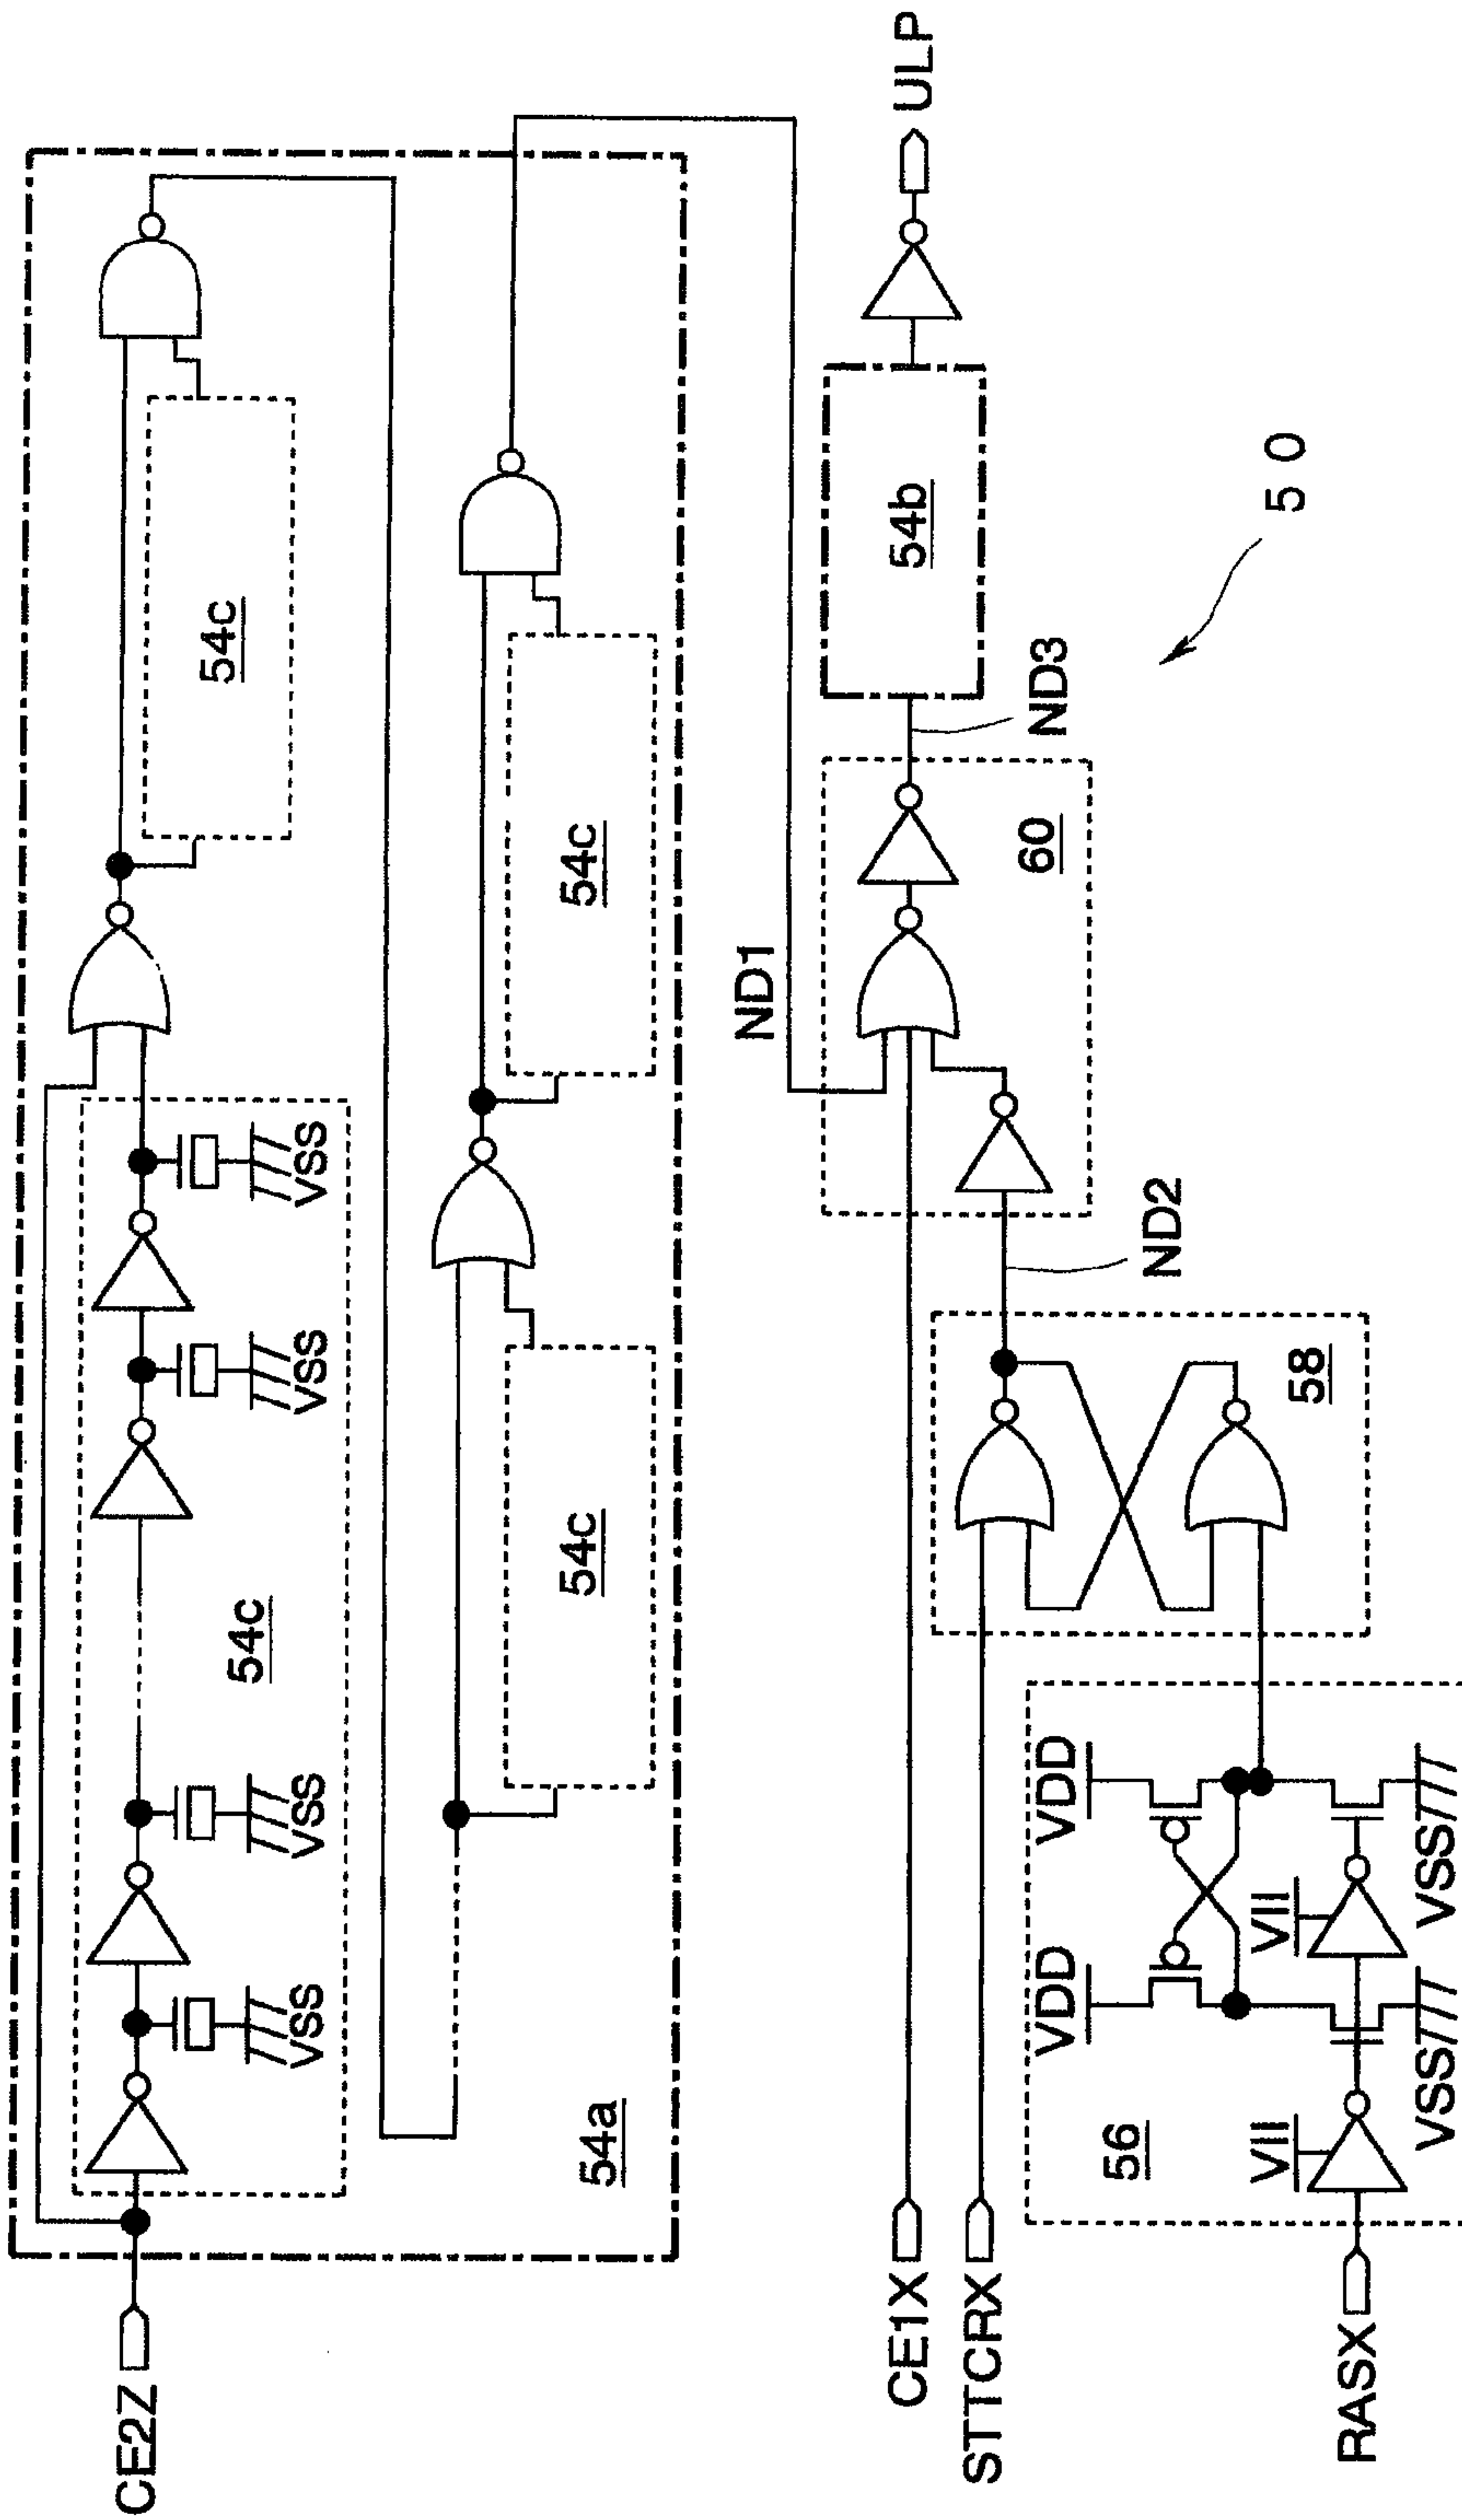 CE2Z
54c
VSS
VSS
VSS
VSS
54c
54a
54c
54c
ND1
CE1X
STTCRX
RASX
56
VII
VII
VDD
VDD
VSS
VSS
58
ND2
60
ND3
54b
ULP
50